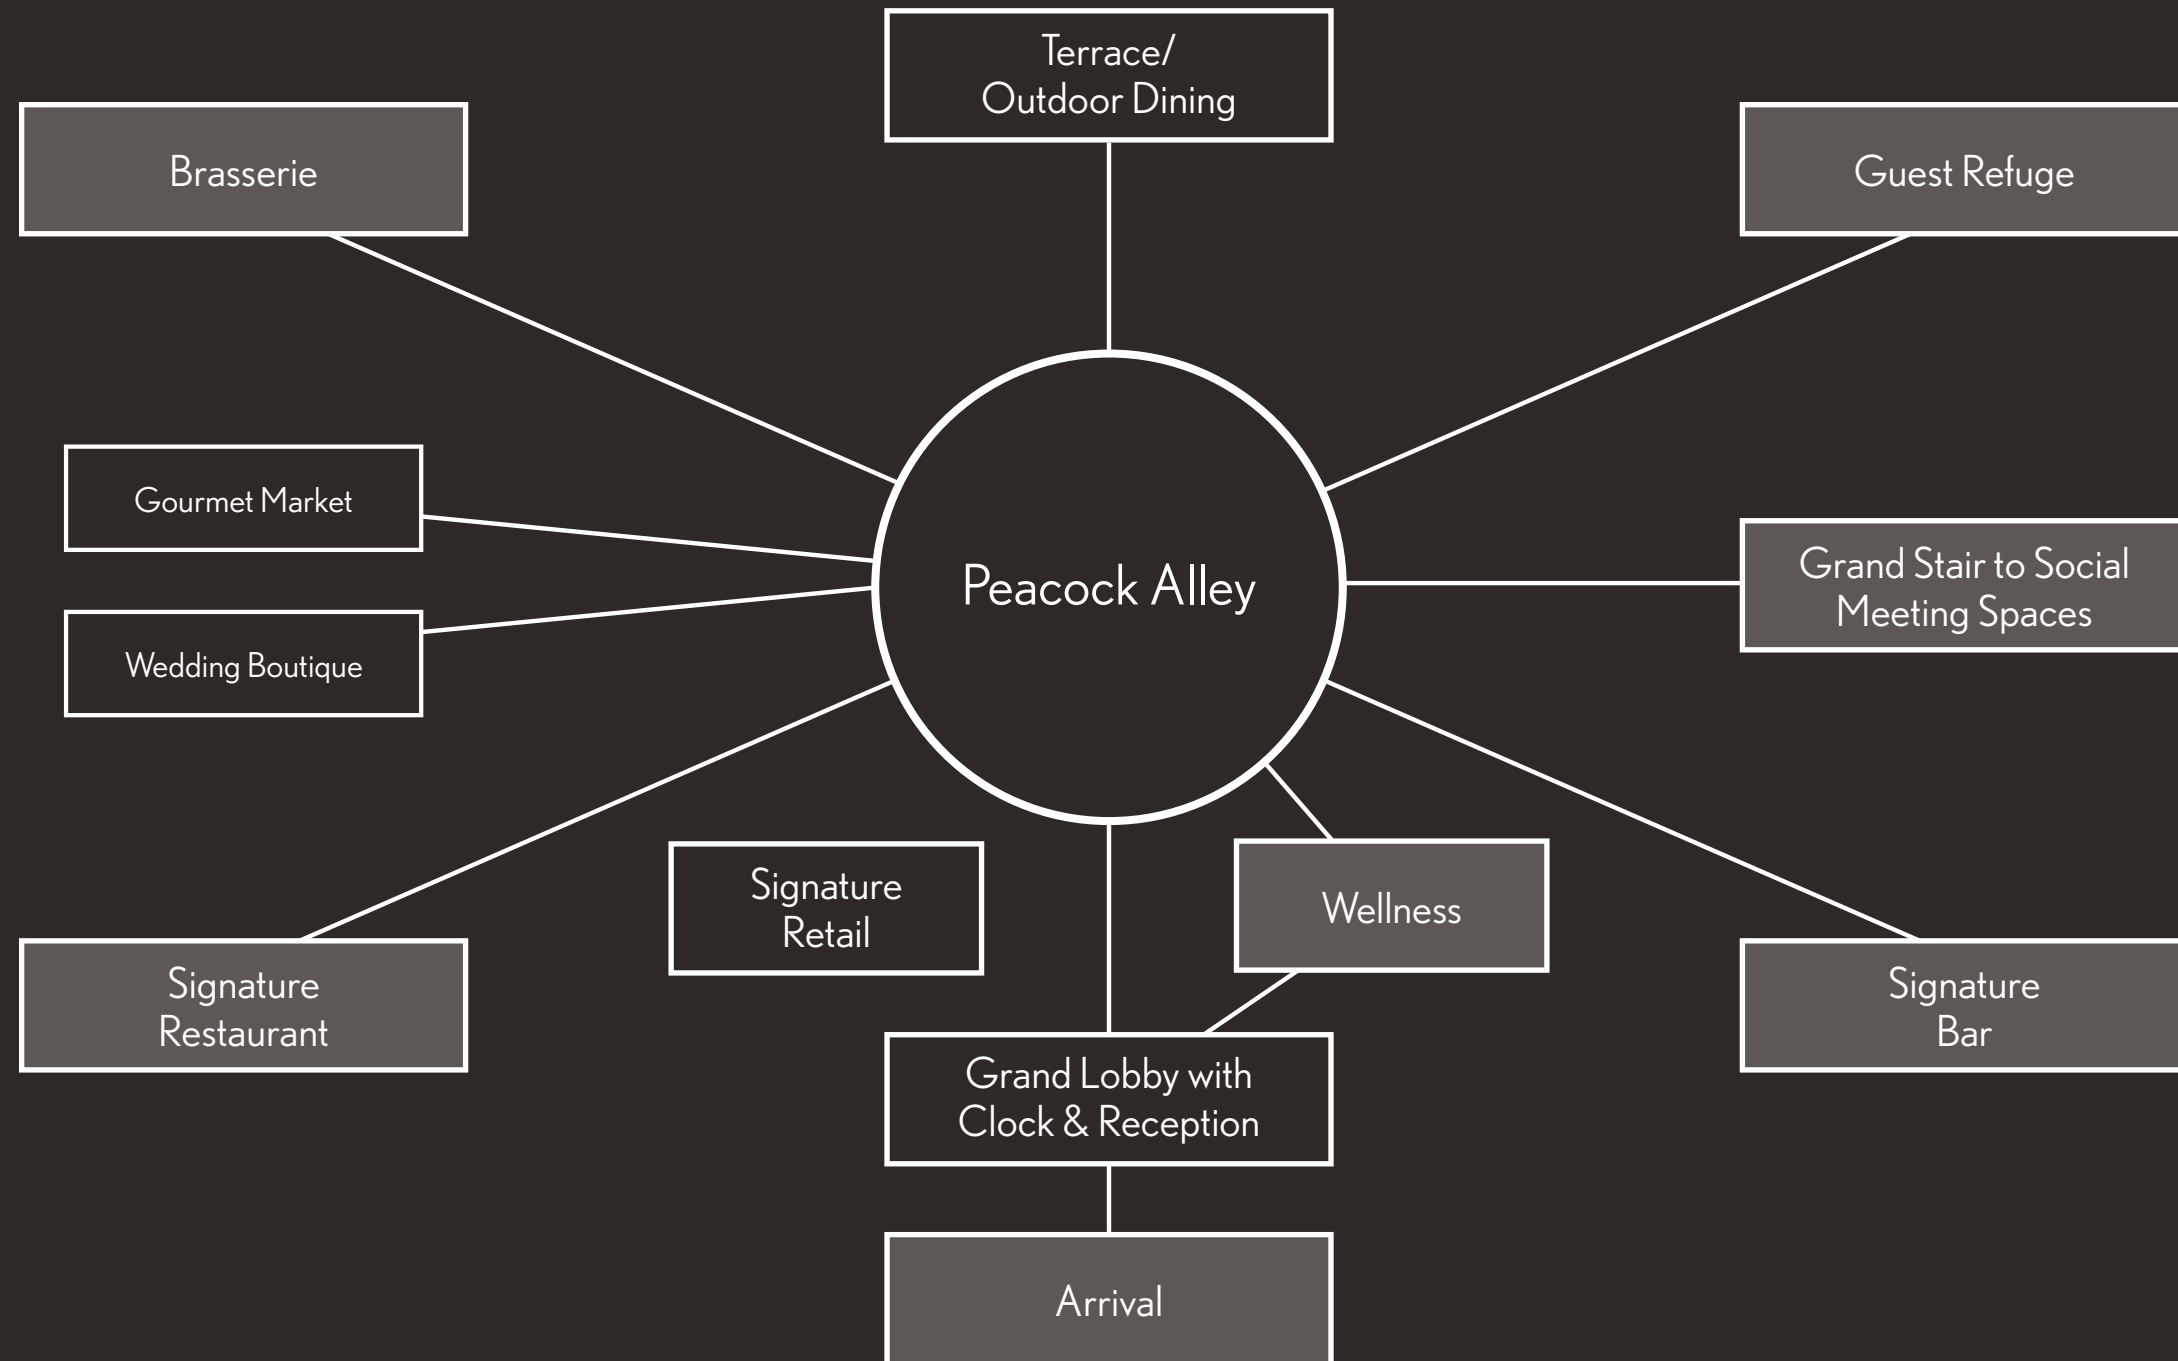 Terrace/
Outdoor Dining
Brasserie
Guest Refuge
Gourmet Market
Grand Stair to Social
Meeting Spaces
Peacock Alley
Wedding Boutique
Signature
Retail
Wellness
Signature
Restaurant
Signature
Bar
Grand Lobby with
Clock & Reception
Arrival